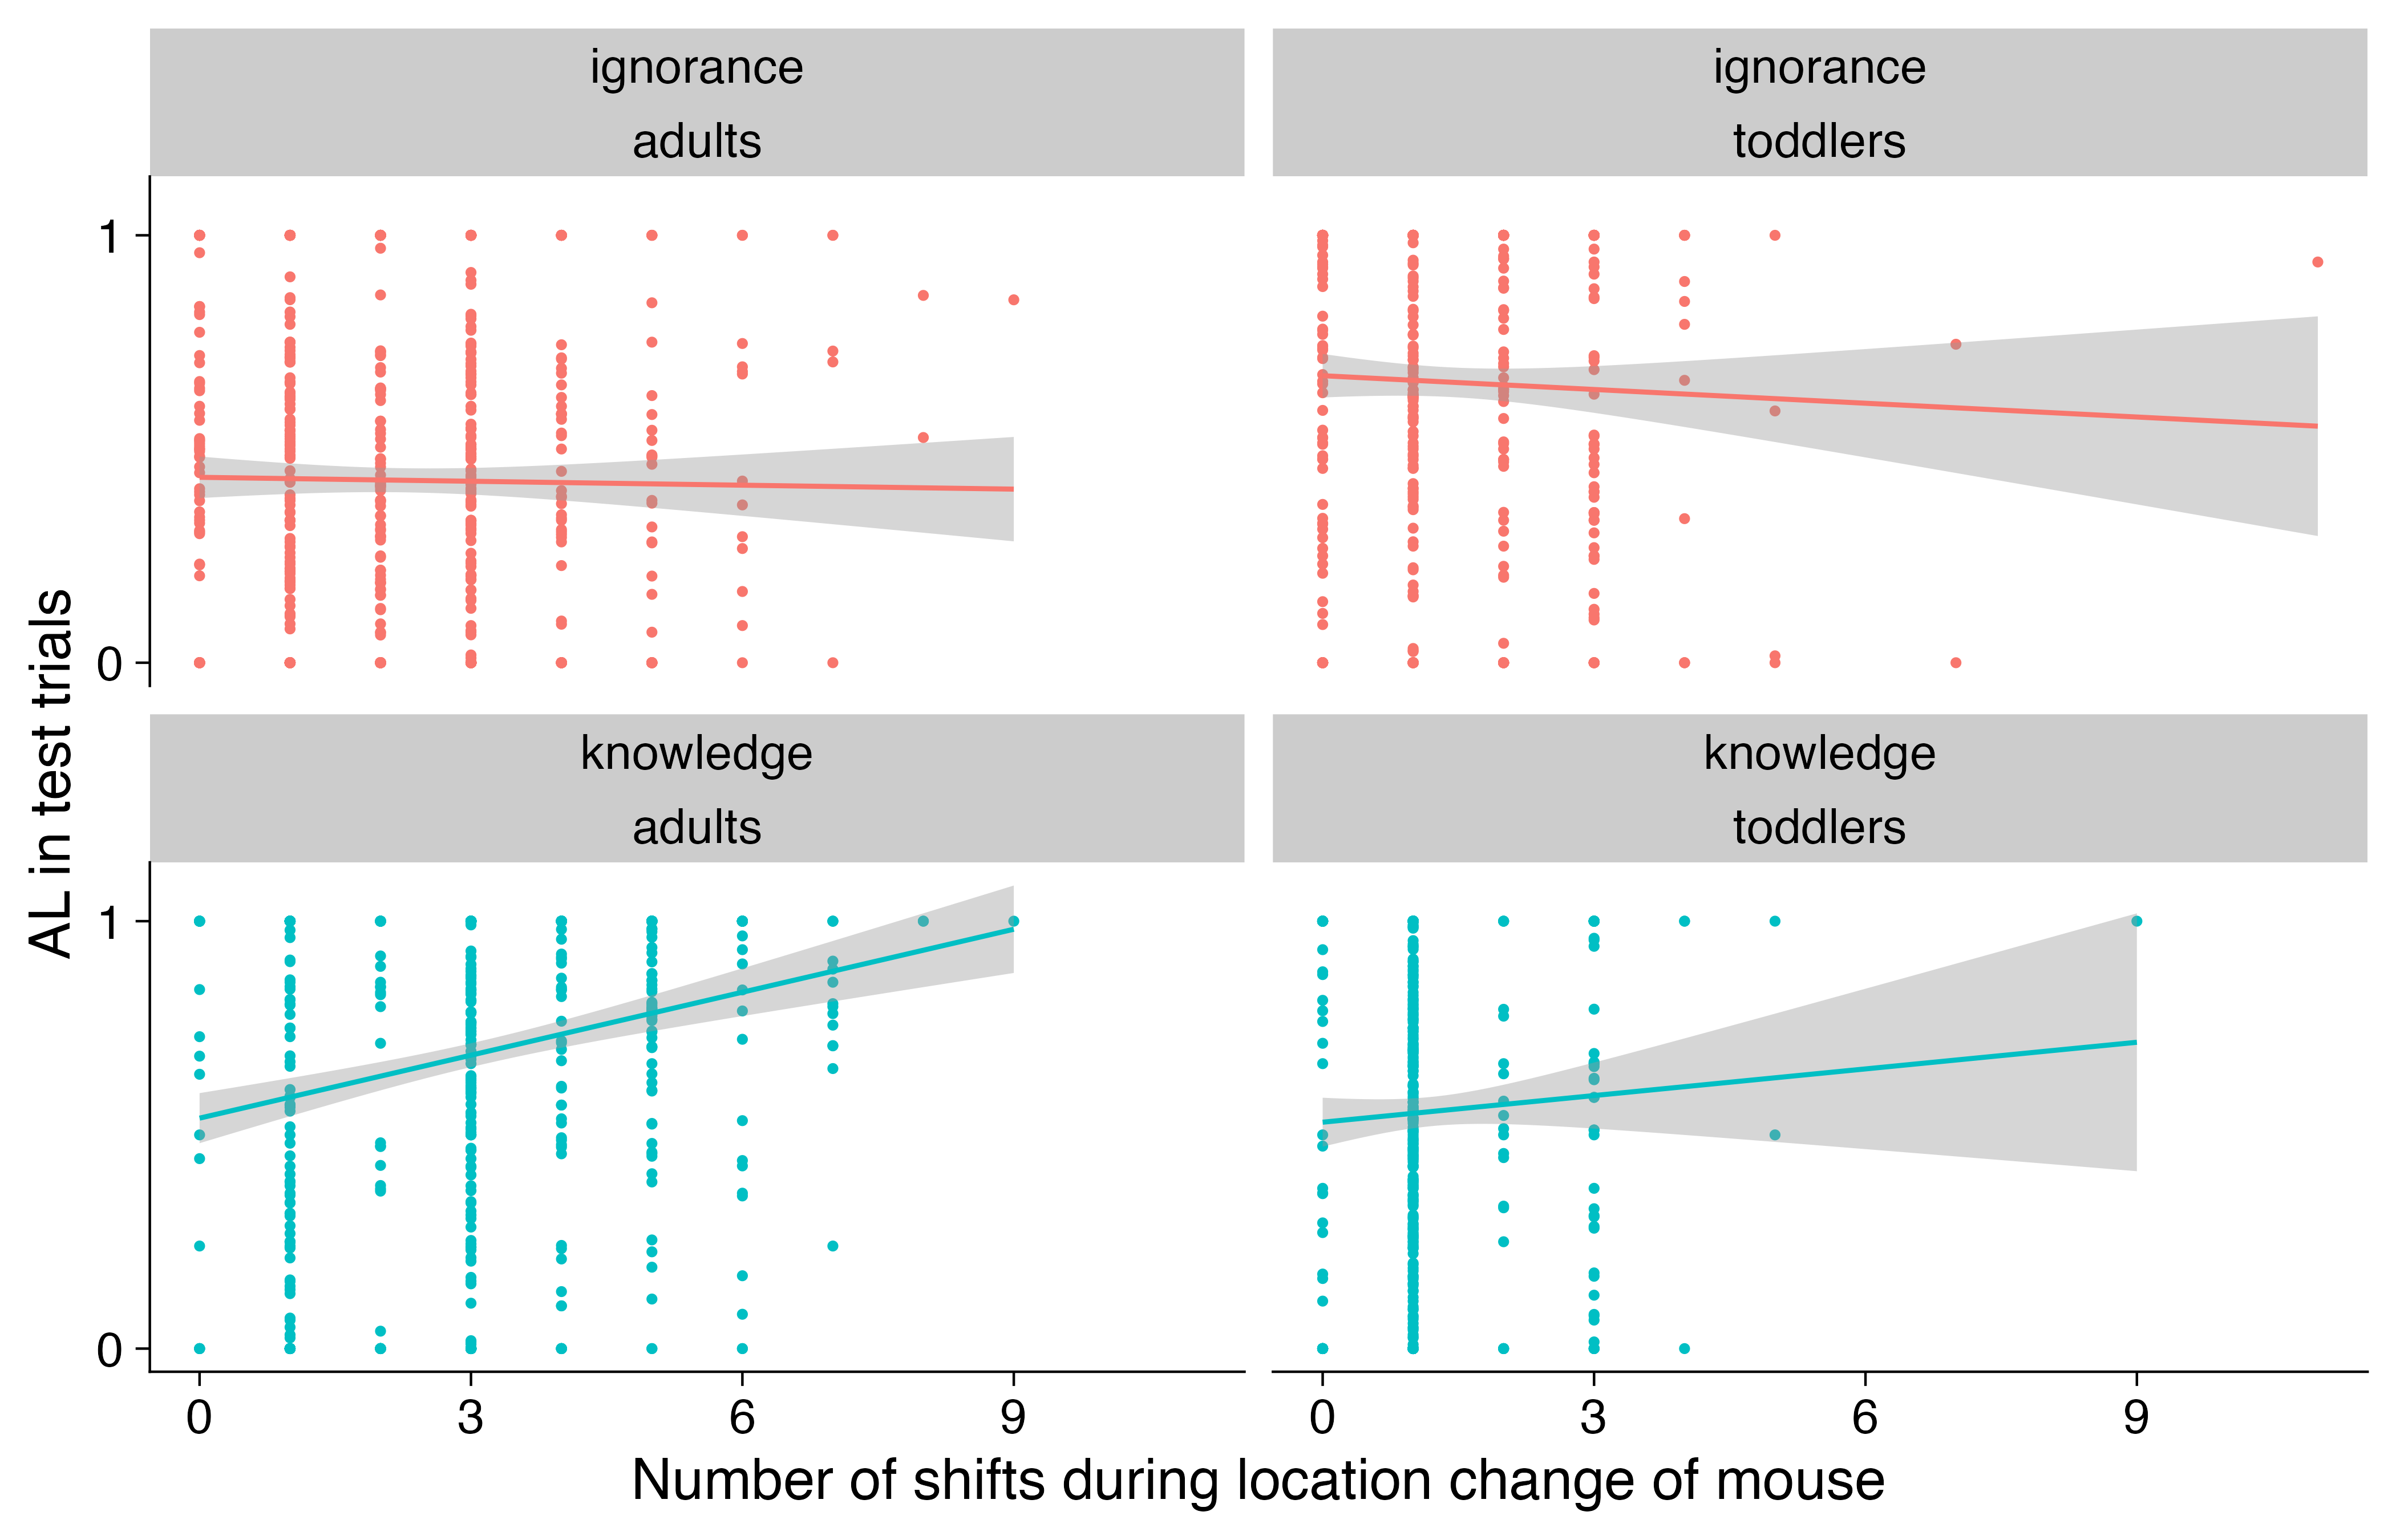 ignorance
adults
ignorance
toddlers
1
0
knowledge
adults
knowledge
toddlers
1
0
0
3
6
9
0
3
6
9
AL in test trials
Number of shifts during location change of mouse